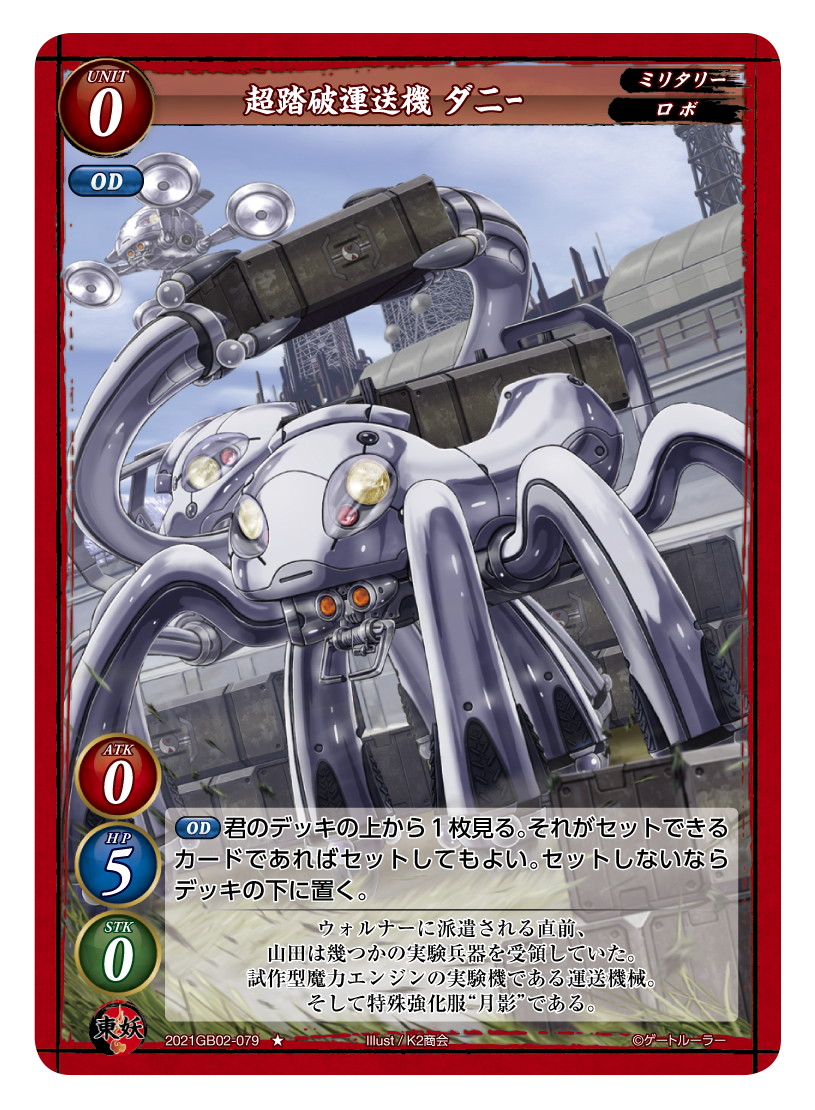 UNIT
0
超踏破運送機 ダニー
ミリタリー
ロボ
OD
ATK
0
HP
5
STK
0
OD 君のデッキの上から1枚見る。それがセットできる
カードであればセットしてもよい。セットしないなら
デッキの下に置く。
ウォルナーに派遣される直前、
山田は幾つかの実験兵器を受領していた。
試作型魔力エンジンの実験機である運送機械。
そして特殊強化服“月影”である。
東妖
2021GB02-079 ★ Illust / K2商会 ©ゲートルーラー